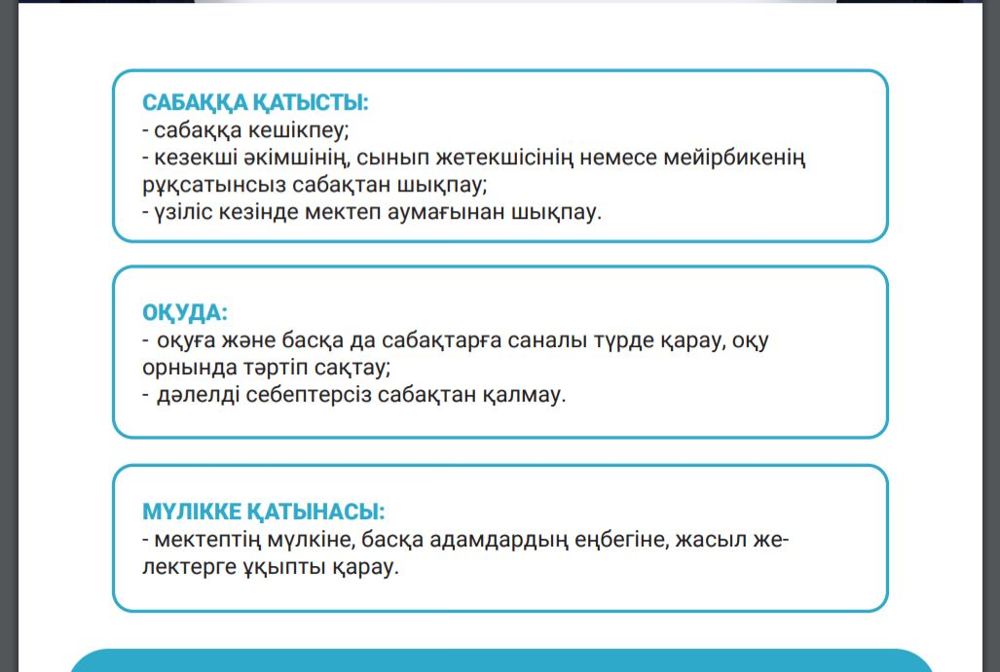 САБАҚҚА ҚАТЫСТЫ:
- сабаққа кешікпеу;
- кезекші әкімшінің, сынып жетекшісінің немесе мейірбикенің
рұқсатынсыз сабақтан шықпау;
- үзіліс кезінде мектеп аумағынан шықпау.
ОҚУДА:
- оқуға және басқа да сабақтарға саналы түрде қарау, оқу
орнында тәртіп сақтау;
- дәлелді себептерсіз сабақтан қалмау.
МҮЛІККЕ ҚАТЫНАСЫ:
- мектептің мүлкіне, басқа адамдардың еңбегіне, жасыл же-
лектерге ұқыпты қарау.